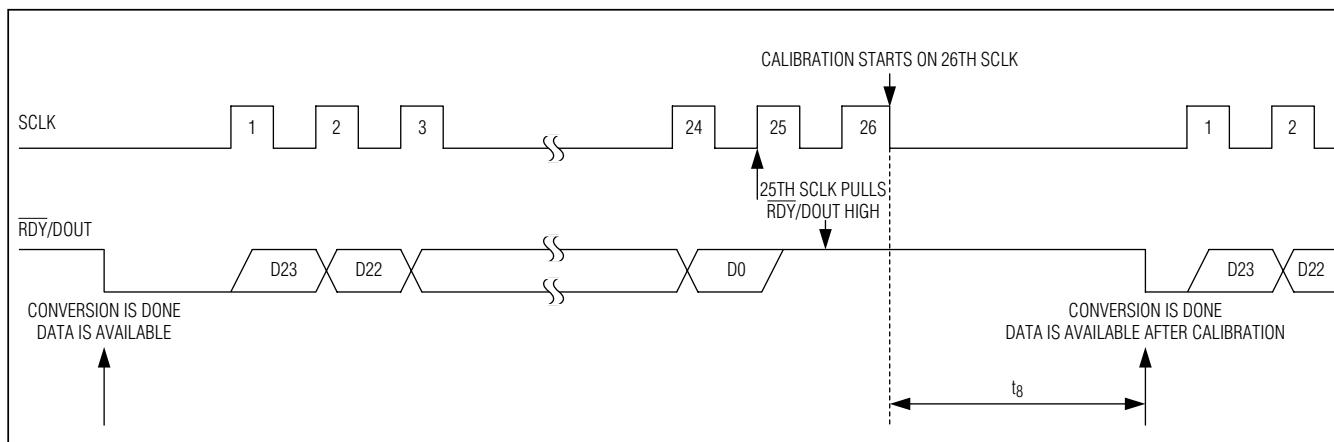 CALIBRATION STARTS ON 26TH SCLK
SCLK
1
2
3
24
25
26
1
2
25TH SCLK PULLS
RDY/DOUT HIGH
RDY/DOUT
D23
D22
D0
D23
D22
CONVERSION IS DONE
DATA IS AVAILABLE
CONVERSION IS DONE
DATA IS AVAILABLE AFTER CALIBRATION
t8